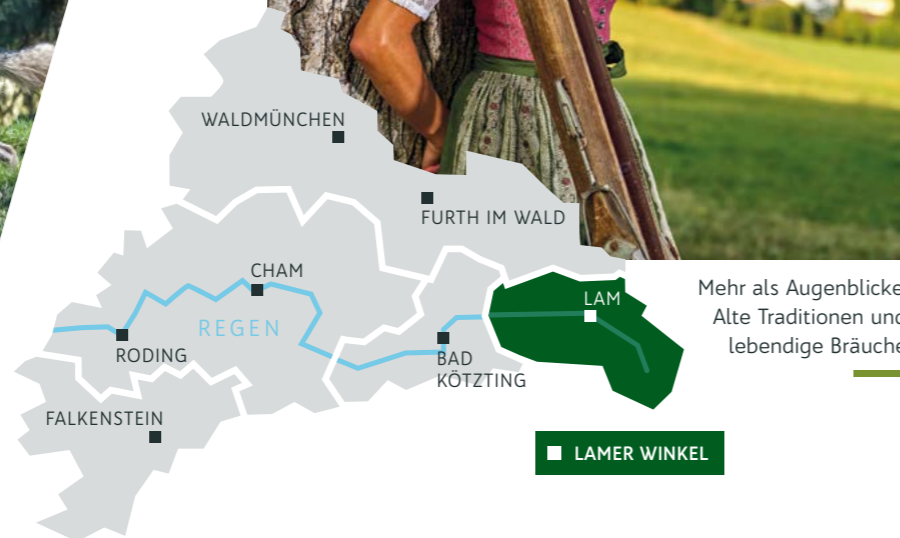 WALDMÜNCHEN
FURTH IM WALD
CHAM
REGEN
RODING
BAD
KÖTZTING
LAM
FALKENSTEIN
Mehr als Augenblicke
Alte Traditionen und
lebendige Bräuche
LAMER WINKEL